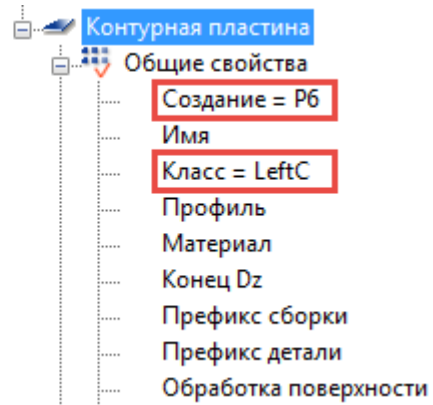 Контурная пластина
Общие свойства
Создание = P6
Имя
Класс = LeftC
Профиль
Материал
Конец Dz
Префикс сборки
Префикс детали
Обработка поверхности